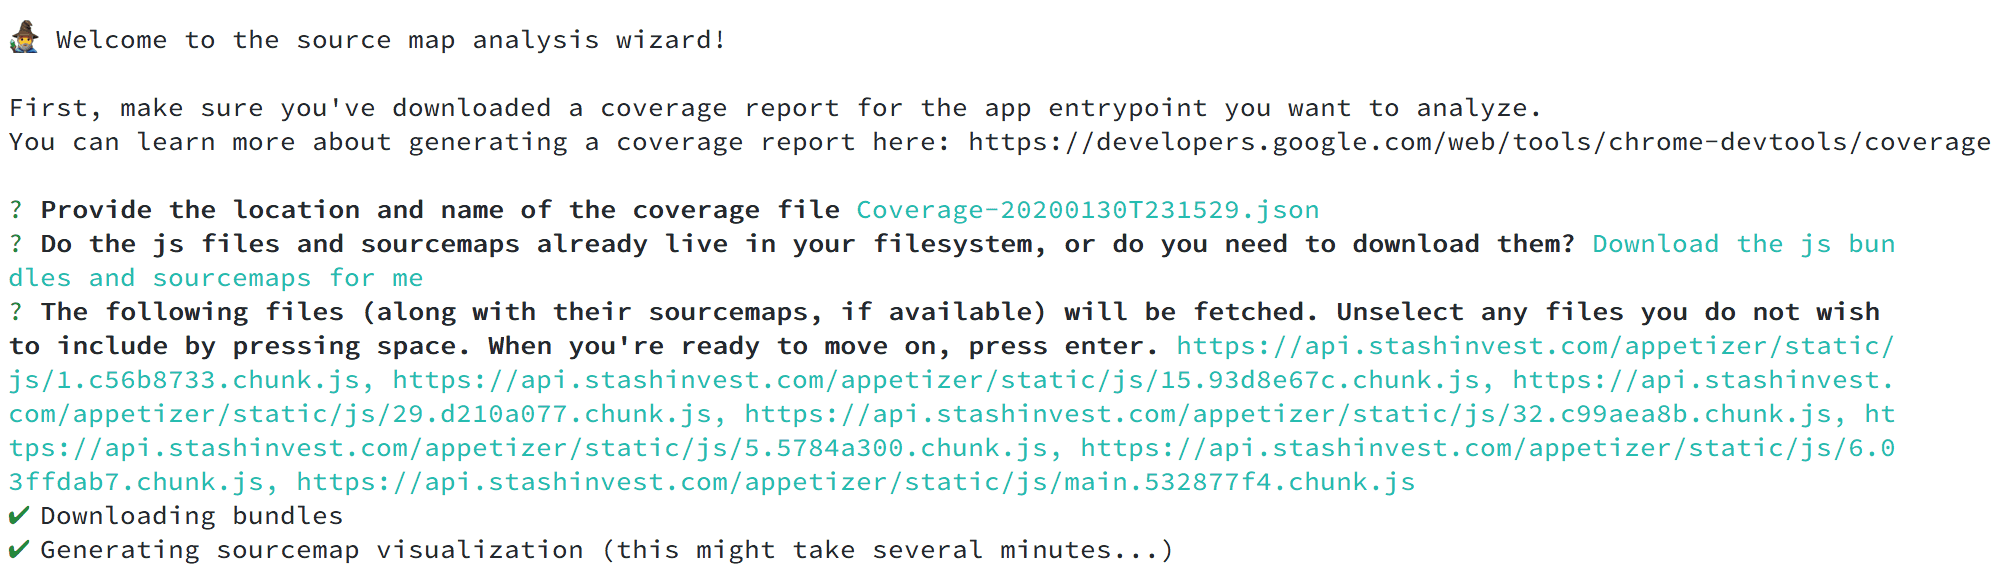 Welcome to the source map analysis wizard!
First, make sure you've downloaded a coverage report for the app entrypoint you want to analyze.
You can learn more about generating a coverage report here: https://developers.google.com/web/tools/chrome-devtools/coverage
? Provide the location and name of the coverage file Coverage-20200130T231529.json
? Do the js files and sourcemaps already live in your filesystem, or do you need to download them? Download the js bun
dles and sourcemaps for me
? The following files (along with their sourcemaps, if available) will be fetched. Unselect any files you do not wish
to include by pressing space. When you're ready to move on, press enter. https://api.stashinvest.com/appetizer/static/
js/1.c56b8733.chunk.js, https://api.stashinvest.com/appetizer/static/js/15.93d8e67c.chunk.js, https://api.stashinvest.
com/appetizer/static/js/29.d210a077.chunk.js, https://api.stashinvest.com/appetizer/static/js/32.c99aea8b.chunk.js, ht
tps://api.stashinvest.com/appetizer/static/js/5.5784a300.chunk.js, https://api.stashinvest.com/appetizer/static/js/6.0
3ffdab7.chunk.js, https://api.stashinvest.com/appetizer/static/js/main.532877f4.chunk.js
✔ Downloading bundles
✔ Generating sourcemap visualization (this might take several minutes...)